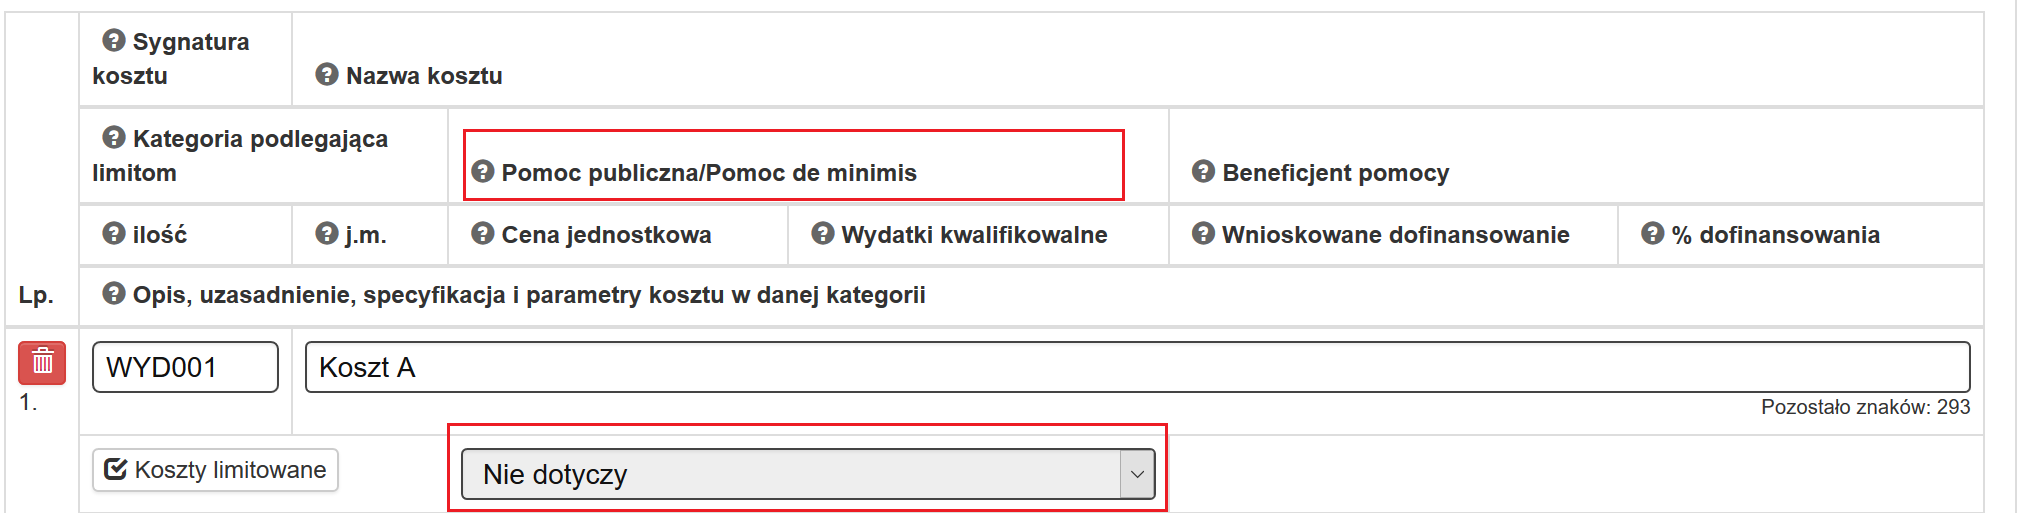 Sygnatura
kosztu
Nazwa kosztu
Kategoria podlegająca
limitom
Pomoc publiczna/Pomoc de minimis
Beneficjent pomocy
ilość
j.m.
Cena jednostkowa
Wydatki kwalifikowalne
Wnioskowane dofinansowanie
% dofinansowania
Lp.
Opis, uzasadnienie, specyfikacja i parametry kosztu w danej kategorii
WYD001
Koszt A
1.
Pozostało znaków: 293
Koszty limitowane
Nie dotyczy